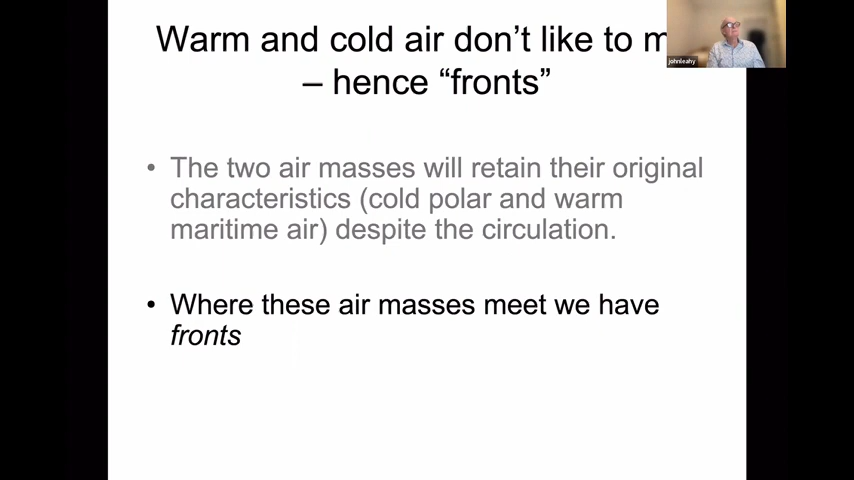 Warm and cold air don’t like to
– hence “fronts”
johnleahy
• The two air masses will retain their original
characteristics (cold polar and warm
maritime air) despite the circulation.
• Where these air masses meet we have
fronts